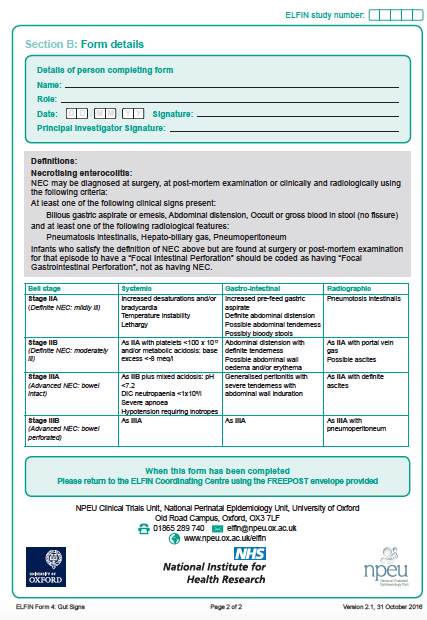 ELFIN study number:
Section B: Form details
Details of person completing form
Name:
Role:
Date: D D M M Y Y Signature:
Principal Investigator Signature:
Definitions:
Necrotising enterocolitis:
NEC may be diagnosed at surgery, at post-mortem examination or clinically and radiologically using
the following criteria:
At least one of the following clinical signs present:
Bilious gastric aspirate or emesis, Abdominal distension, Occult or gross blood in stool (no fissure)
and at least one of the following radiological features:
Pneumatosis intestinalis, Hepato-biliary gas, Pneumoperitoneum
Infants who satisfy the definition of NEC above but are found at surgery or post-mortem examination
for that episode to have a "Focal Intestinal Perforation" should be coded as having "Focal
Gastrointestinal Perforation", not as having NEC.
Bell stage Systemic Gastro-intestinal Radiographic
Stage IIA
(Definite NEC: mildly ill)
Increased desaturations and/or
bradycardia
Temperature instability
Lethargy
Increased pre-feed gastric
aspirate
Definite abdominal distension
Possible abdominal tenderness
Possibly bloody stools
Pneumotosis intestinalis
Stage IIB
(Definite NEC: moderately
ill)
As IIA with platelets <100 x 10
and/or metabolic acidosis: base
excess <-8 meq/l
Abdominal distension with
definite tenderness
Possible abdominal wall
oedema and/or erythema
As IIA with portal vein
gas
Possible ascites
Stage IIIA
(Advanced NEC: bowel
intact)
As IIB plus mixed acidosis: pH
<7.2
DIC neutropaenia <1x10
Severe apnoea
Hypotension requiring inotropes
Generalised peritonitis with
severe tenderness with
abdominal wall induration
As IIA with definite
ascites
Stage IIIB
(Advanced NEC: bowel
perforated)
As IIIA
As IIIA
As IIIA with
pneumoperitoneum
When this form has been completed
Please return to the ELFIN Coordinating Centre using the FREEPOST envelope provided
NPEU Clinical Trials Unit, National Perinatal Epidemiology Unit, University of Oxford
Old Road Campus, Oxford, OX3 7LF
01865 289 740 elfin@npeu.ox.ac.uk
www.npeu.ox.ac.uk/elfin
UNIVERSITY OF
OXFORD
NHS
National Institute for
Health Research
npeu
National Perinatal
Epidemiology Unit
ELFIN Form 4: Gut Signs Page 2 of 2 Version 2.1, 31 October 2016